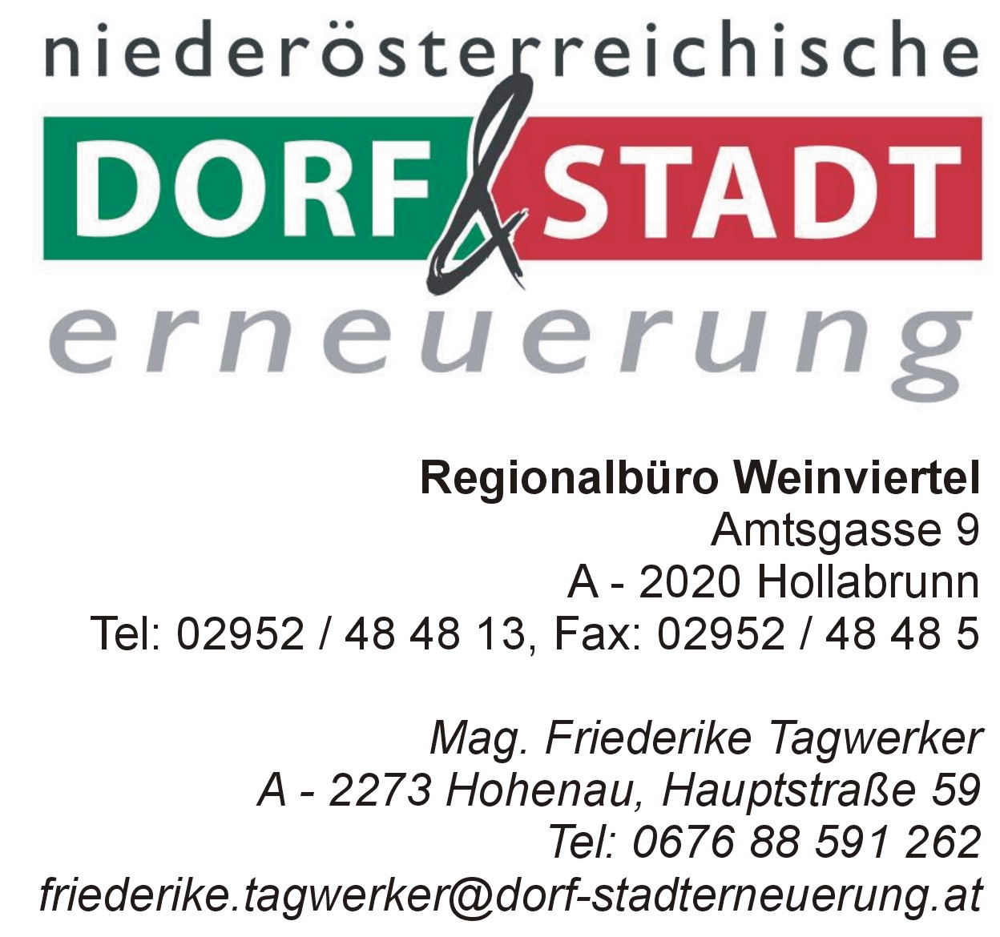 niederösterreichische
DORF & STADT
erneuerung
Regionalbüro Weinviertel
Amtsgasse 9
A - 2020 Hollabrunn
Tel: 02952 / 48 48 13, Fax: 02952 / 48 48 5
Mag. Friederike Tagwerker
A - 2273 Hohenau, Hauptstraße 59
Tel: 0676 88 591 262
friederike.tagwerker@dorf-stadterneuerung.at